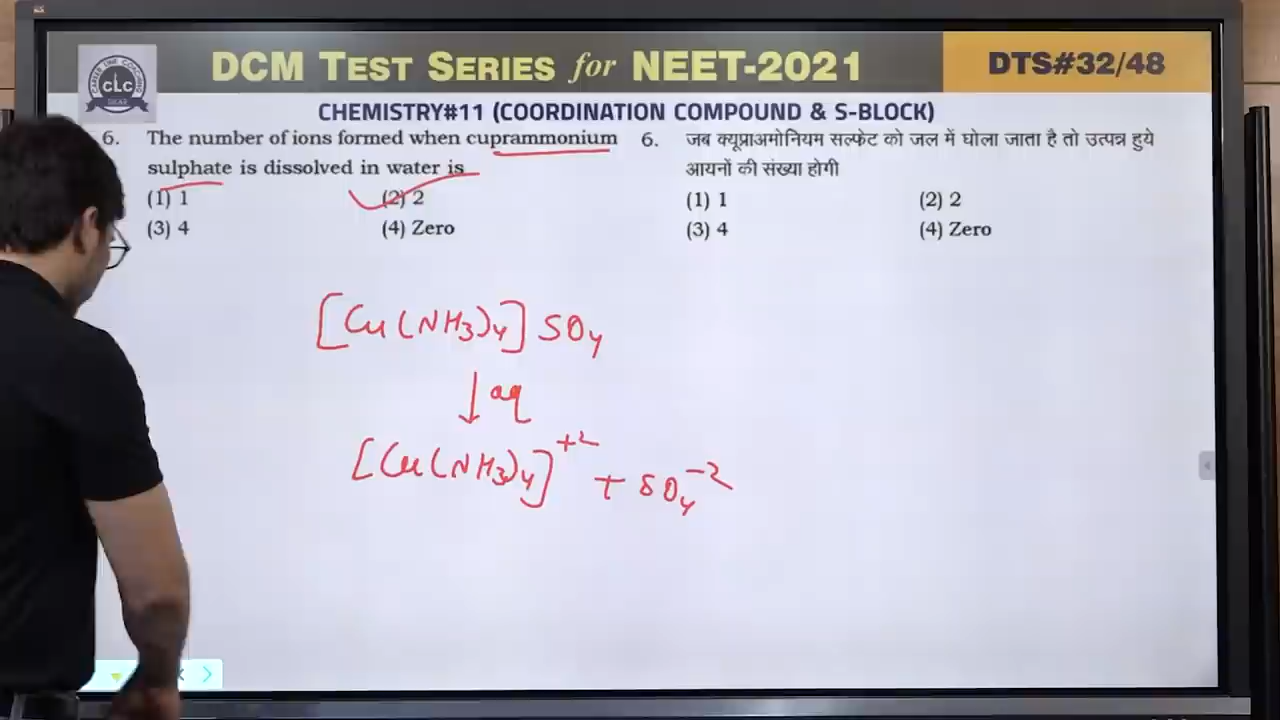 DCM TEST SERIES for NEET-2021
DTS#32/48
CLC
CHEMISTRY#11 (COORDINATION COMPOUND & S-BLOCK)
6. The number of ions formed when cuprammonium
sulphate is dissolved in water is
(1) 1 (2) 2
(3) 4 (4) Zero
6. जब क्यूप्राअमोनियम सल्फेट को जल में घोला जाता है तो उत्पन्न हुये
आयनों की संख्या होगी
(1) 1 (2) 2
(3) 4 (4) Zero
[Cu(NH3)4] SO4
↓ aq
[Cu(NH3)4]+2 + SO4-2